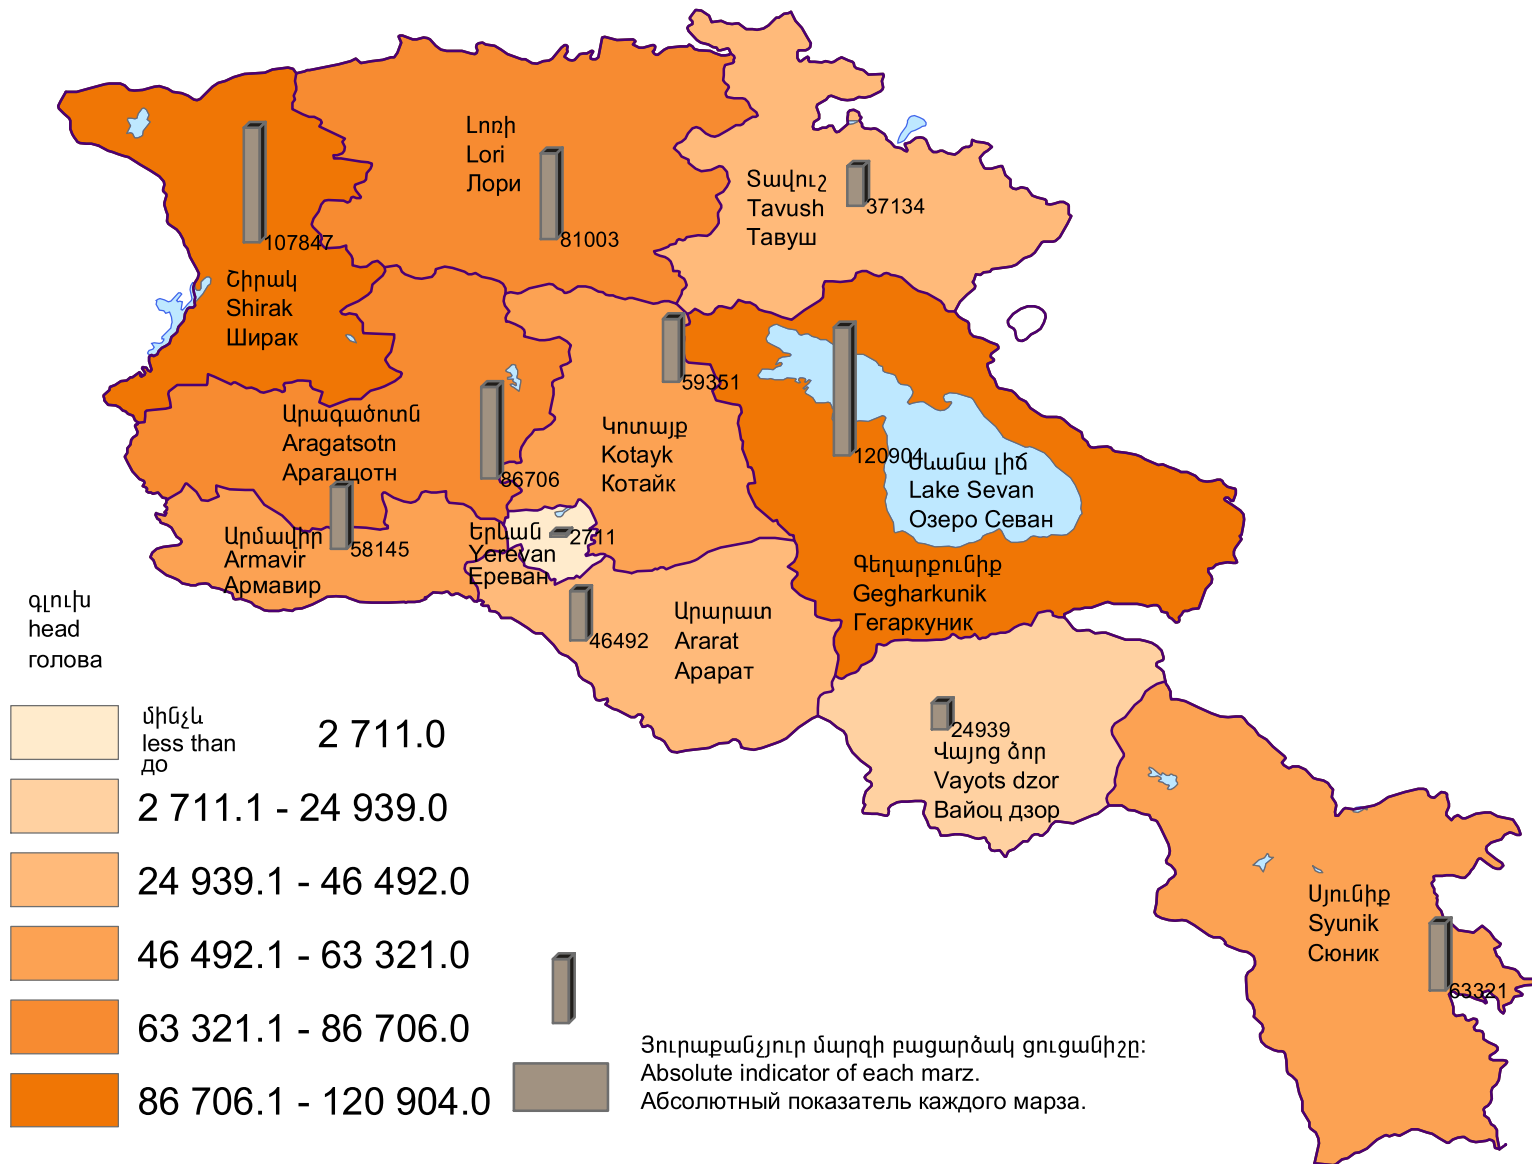 Լոռի
Lori
Лори
81003
Տավուշ
Tavush
Тавуш
37134
107847
Շիրակ
Shirak
Ширак
59351
Արագածոտն
Aragatsotn
Арагацотн
86706
Կոտայք
Kotayk
Котайк
120904
Սևանա լիճ
Lake Sevan
Озеро Севан
Արմավիր
Armavir
Армавир
58145
Երևան
Yerevan
Ереван
2711
Գեղարքունիք
Gegharkunik
Гегаркуник
46492
Արարատ
Ararat
Арарат
24939
Վայոց ձոր
Vayots dzor
Вайоц дзор
Սյունիք
Syunik
Сюник
63321
գլուխ
head
голова
մինչև
less than
до
2 711.0
2 711.1 - 24 939.0
24 939.1 - 46 492.0
46 492.1 - 63 321.0
63 321.1 - 86 706.0
86 706.1 - 120 904.0
Յուրաքանչյուր մարզի բացարձակ ցուցանիշը:
Absolute indicator of each marz.
Абсолютный показатель каждого марза.